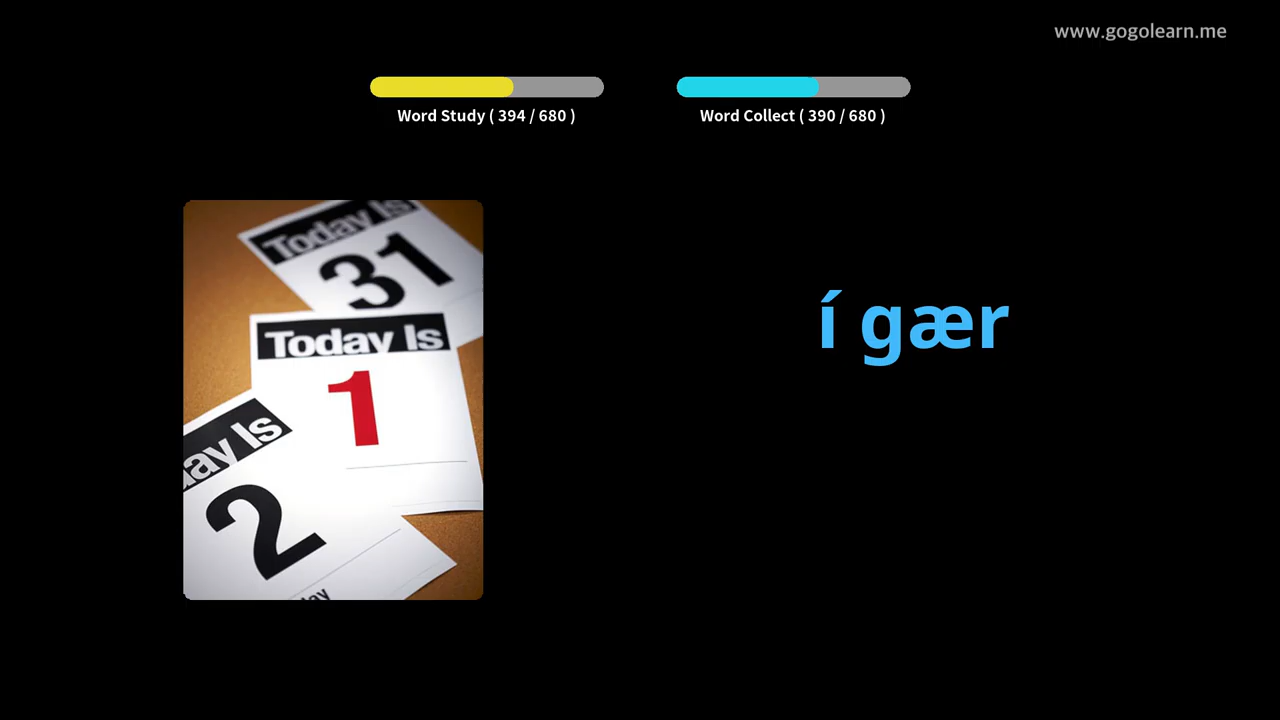 www.gogolearn.me
Word Study ( 394 / 680 )
Word Collect ( 390 / 680 )
Today Is
31
Today Is
1
ay Is
2
í gær